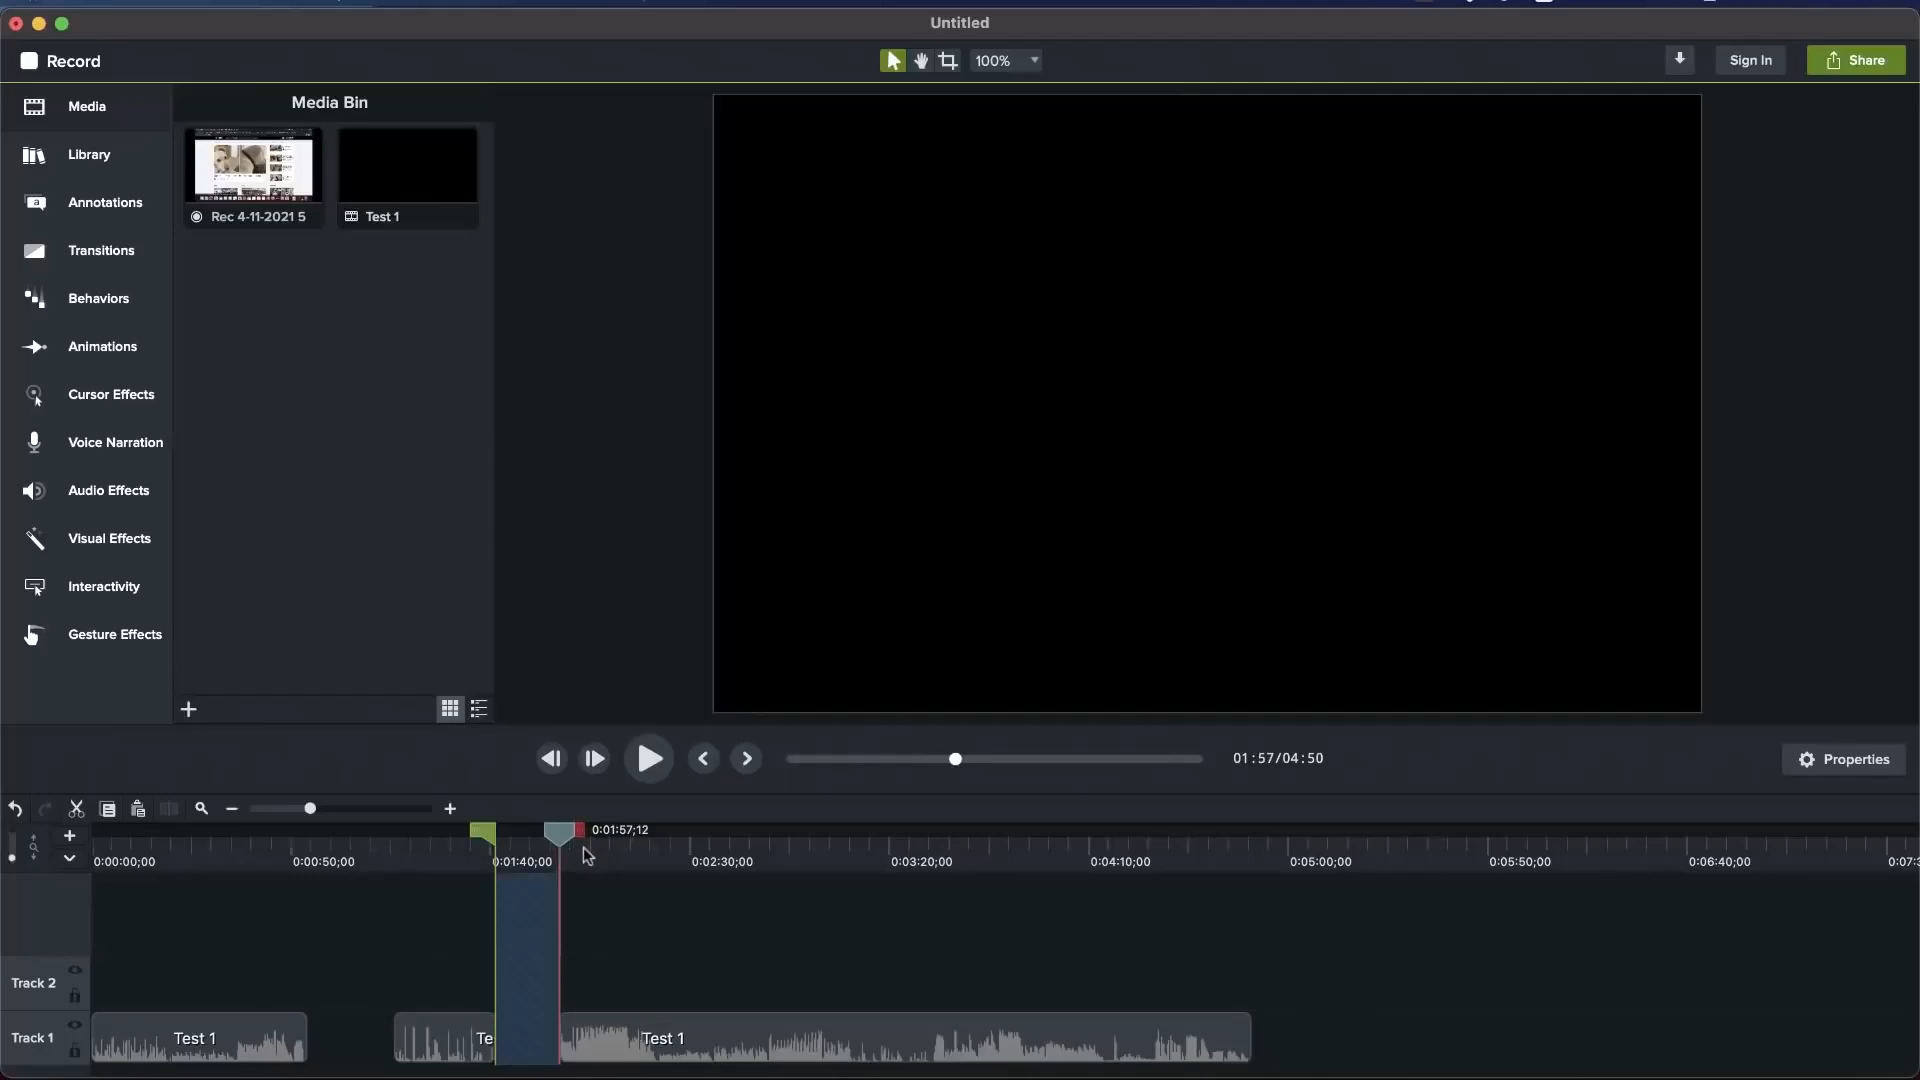 Untitled
Record
100%
Sign In
Share
Media
Media Bin
Library
Annotations
Transitions
Behaviors
Animations
Cursor Effects
Voice Narration
Audio Effects
Visual Effects
Interactivity
Gesture Effects
Rec 4-11-2021 5
Test 1
01:57/04:50
Properties
0:01:57;12
0:00:00;00
0:00:50;00
0:01:40;00
0:02:30;00
0:03:20;00
0:04:10;00
0:05:00;00
0:05:50;00
0:06:40;00
0:07:3
Track 2
Track 1
Test 1
Te
Test 1